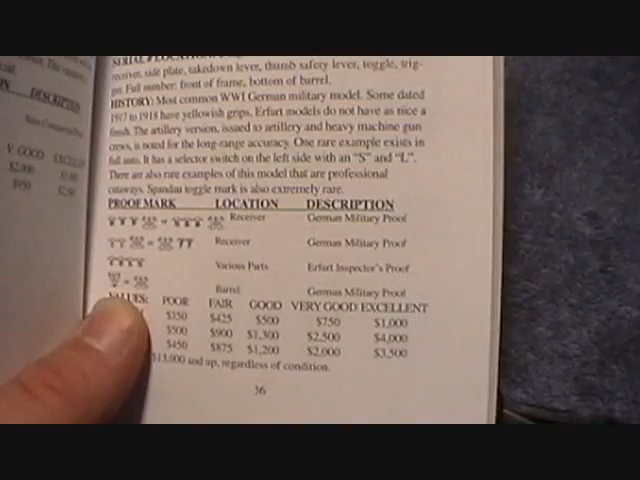 DESCRIPTION
V. GOOD EXCELLENT
$2,000
$950
SERIAL # LOCATION
receiver, side plate, takedown lever, thumb safety lever, toggle, trig-
ger. Full number: front of frame, bottom of barrel.
HISTORY: Most common WWI German military model. Some dated
1917 to 1918 have yellowish grips. Erfurt models do not have as nice a
finish. The artillery version, issued to artillery and heavy machine gun
crews, is noted for the long-range accuracy. One rare example exists in
full auto. It has a selector switch on the left side with an "S" and "L".
There are also rare examples of this model that are professional
cutaways. Spandau toggle mark is also extremely rare.
PROOF MARK LOCATION DESCRIPTION
Receiver German Military Proof
Receiver German Military Proof
Various Parts Erfurt Inspector's Proof
Barrel German Military Proof
VALUES: POOR FAIR GOOD VERY GOOD EXCELLENT
$350 $425 $500 $750 $1,000
$500 $900 $1,300 $2,500 $4,000
$450 $875 $1,200 $2,000 $3,500
$13,000 and up, regardless of condition.
36